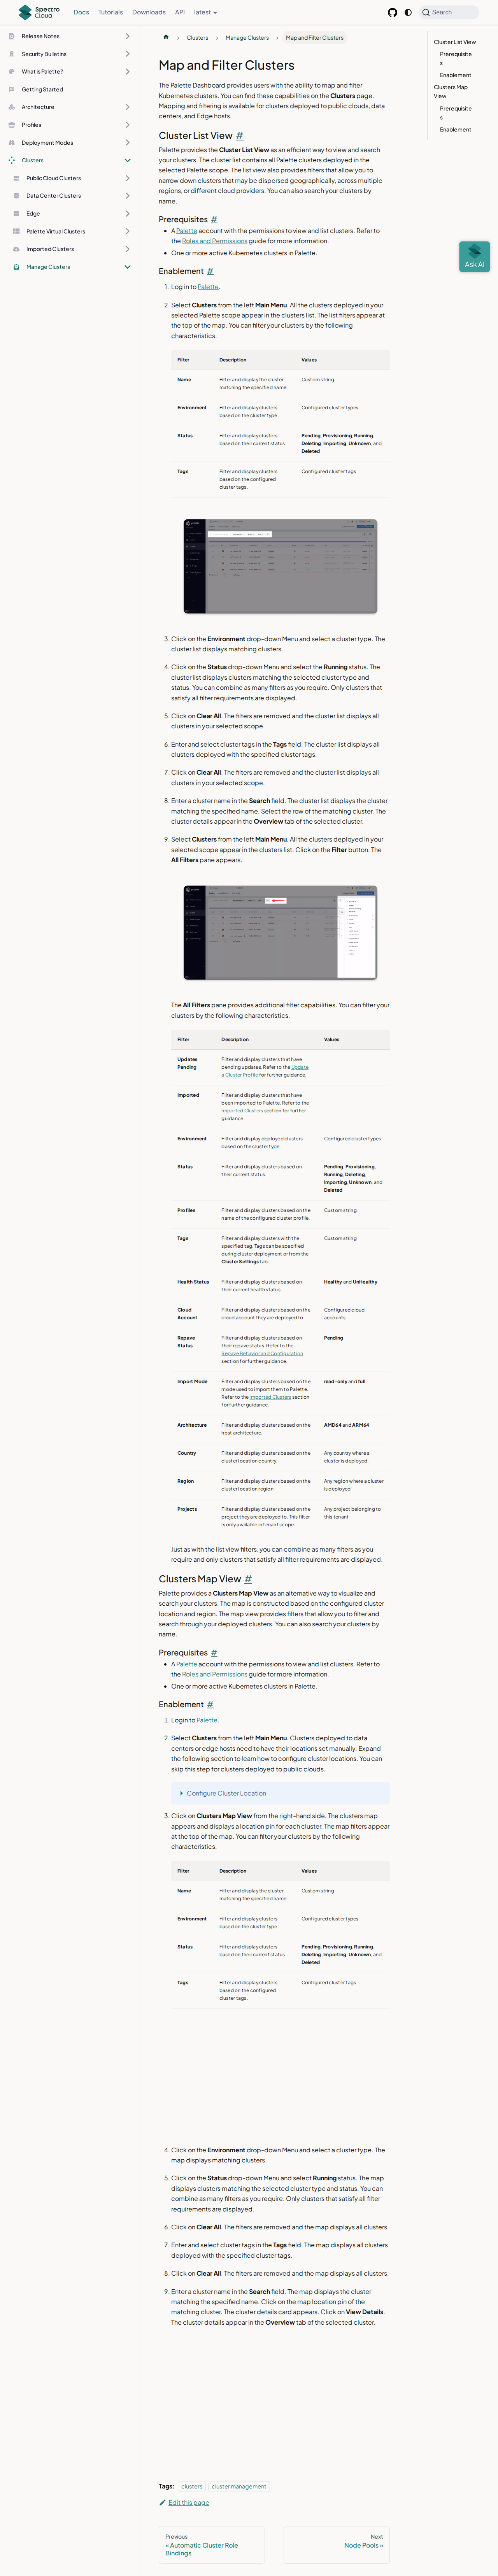 Spectro Cloud
Docs
Tutorials
Downloads
API
latest
Search
Release Notes
Security Bulletins
What is Palette?
Getting Started
Architecture
Profiles
Deployment Modes
Clusters
Public Cloud Clusters
Data Center Clusters
Edge
Palette Virtual Clusters
Imported Clusters
Manage Clusters
Clusters
Manage Clusters
Map and Filter Clusters
Map and Filter Clusters
The Palette Dashboard provides users with the ability to map and filter
Kubernetes clusters. You can find these capabilities on the Clusters page.
Mapping and filtering is available for clusters deployed to public clouds, data
centers, and Edge hosts.
Cluster List View #
Palette provides the Cluster List View as an efficient way to view and search
your clusters. The cluster list contains all Palette clusters deployed in the
selected Palette scope. The list view also provides filters that allow you to
narrow down clusters that may be dispersed geographically, across multiple
regions, or different cloud providers. You can also search your clusters by
name.
Prerequisites #
A Palette account with the permissions to view and list clusters. Refer to
the Roles and Permissions guide for more information.
One or more active Kubernetes clusters in Palette.
Enablement #
1. Log in to Palette.
2. Select Clusters from the left Main Menu. All the clusters deployed in your
selected Palette scope appear in the clusters list. The list filters appear at
the top of the map. You can filter your clusters by the following
characteristics.
Filter Description Values
Name Filter and display the cluster matching the specified name. Custom string
Environment Filter and display clusters based on the cluster type. Configured cluster types
Status Filter and display clusters based on their current status. Pending, Provisioning, Running, Deleting, Importing, Unknown, and Deleted
Tags Filter and display clusters based on the configured cluster tags. Configured cluster tags
3. Click on the Environment drop-down Menu and select a cluster type. The
cluster list displays matching clusters.
4. Click on the Status drop-down Menu and select the Running status. The
cluster list displays clusters matching the selected cluster type and
status. You can combine as many filters as you require. Only clusters that
satisfy all filter requirements are displayed.
5. Click on Clear All. The filters are removed and the cluster list displays all
clusters in your selected scope.
6. Enter and select cluster tags in the Tags field. The cluster list displays all
clusters deployed with the specified cluster tags.
7. Click on Clear All. The filters are removed and the cluster list displays all
clusters in your selected scope.
8. Enter a cluster name in the Search field. The cluster list displays the cluster
matching the specified name. Select the row of the matching cluster. The
cluster details appear in the Overview tab of the selected cluster.
9. Select Clusters from the left Main Menu. All the clusters deployed in your
selected scope appear in the clusters list. Click on the Filter button. The
All Filters pane appears.
The All Filters pane provides additional filter capabilities. You can filter your
clusters by the following characteristics.
Filter Description Values
Updates Pending Filter and display clusters that have pending updates. Refer to the Update a Cluster Profile for further guidance.
Imported Filter and display clusters that have been imported to Palette. Refer to the Imported Clusters section for further guidance.
Environment Filter and display deployed clusters based on the cluster type. Configured cluster types
Status Filter and display clusters based on their current status. Pending, Provisioning, Running, Deleting, Importing, Unknown, and Deleted
Profiles Filter and display clusters based on the name of the configured cluster profile. Custom string
Tags Filter and display clusters with the specified tag. Tags can be specified during cluster deployment or from the Cluster Settings tab. Custom string
Health Status Filter and display clusters based on their current health status. Healthy and UnHealthy
Cloud Account Filter and display clusters based on the cloud account they are deployed to. Configured cloud accounts
Repave Status Filter and display clusters based on their repave status. Refer to the Repave Behavior and Configuration section for further guidance. Pending
Import Mode Filter and display clusters based on the mode used to import them to Palette. Refer to the Imported Clusters section for further guidance. read-only and full
Architecture Filter and display clusters based on the host architecture. AMD64 and ARM64
Country Filter and display clusters based on the cluster location country. Any country where a cluster is deployed.
Region Filter and display clusters based on the cluster location region Any region where a cluster is deployed
Projects Filter and display clusters based on the project they are deployed to. This filter is only available in tenant scope. Any project belonging to this tenant
Just as with the list view filters, you can combine as many filters as you
require and only clusters that satisfy all filter requirements are displayed.
Clusters Map View #
Palette provides a Clusters Map View as an alternative way to visualize and
search your clusters. The map is constructed based on the configured cluster
location and region. The map view provides filters that allow you to filter and
search through your deployed clusters. You can also search your clusters by
name.
Prerequisites #
A Palette account with the permissions to view and list clusters. Refer to
the Roles and Permissions guide for more information.
One or more active Kubernetes clusters in Palette.
Enablement #
1. Login to Palette.
2. Select Clusters from the left Main Menu. Clusters deployed to data
centers or edge hosts need to have their locations set manually. Expand
the following section to learn how to configure cluster locations. You can
skip this step for clusters deployed to public clouds.
Configure Cluster Location
3. Click on Clusters Map View from the right-hand side. The clusters map
appears and displays a location pin for each cluster. The map filters appear
at the top of the map. You can filter your clusters by the following
characteristics.
Filter Description Values
Name Filter and display the cluster matching the specified name. Custom string
Environment Filter and display clusters based on the cluster type. Configured cluster types
Status Filter and display clusters based on their current status. Pending, Provisioning, Running, Deleting, Importing, Unknown, and Deleted
Tags Filter and display clusters based on the configured cluster tags. Configured cluster tags
4. Click on the Environment drop-down Menu and select a cluster type. The
map displays matching clusters.
5. Click on the Status drop-down Menu and select Running status. The map
displays clusters matching the selected cluster type and status. You can
combine as many filters as you require. Only clusters that satisfy all filter
requirements are displayed.
6. Click on Clear All. The filters are removed and the map displays all clusters.
7. Enter and select cluster tags in the Tags field. The map displays all clusters
deployed with the specified cluster tags.
8. Click on Clear All. The filters are removed and the map displays all clusters.
9. Enter a cluster name in the Search field. The map displays the cluster
matching the specified name. Click on the map location pin of the
matching cluster. The cluster details card appears. Click on View Details.
The cluster details appear in the Overview tab of the selected cluster.
Tags: clusters cluster management
Edit this page
Previous
« Automatic Cluster Role Bindings
Next
Node Pools »
Cluster List View
Prerequisites
Enablement
Clusters Map View
Prerequisites
Enablement
Ask AI